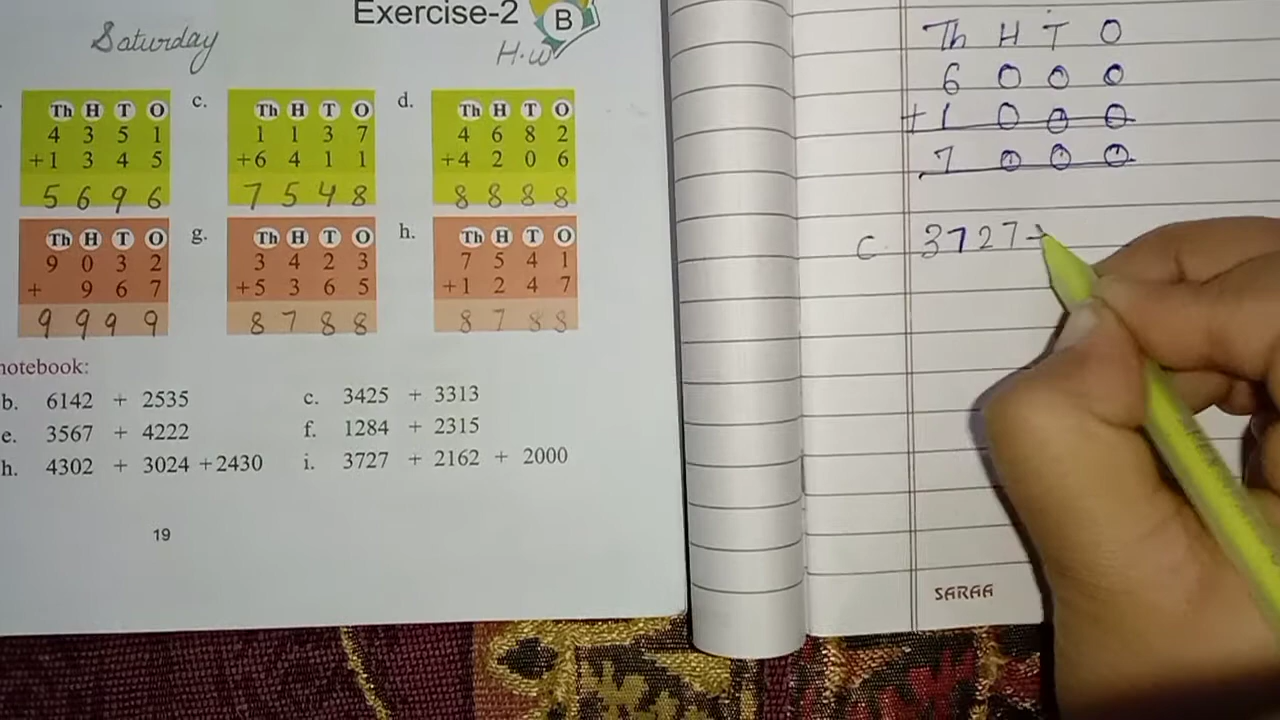 Exercise-2 B
Saturday
H.W
Th H T O
4 3 5 1
+1 3 4 5
5 6 9 6
c.
Th H T O
1 1 3 7
+6 4 1 1
7 5 4 8
d.
Th H T O
4 6 8 2
+4 2 0 6
8 8 8 8
Th H T O
9 0 3 2
+ 9 6 7
9 9 9 9
g.
Th H T O
3 4 2 3
+5 3 6 5
8 7 8 8
h.
Th H T O
7 5 4 1
+1 2 4 7
8 7 8 8
notebook:
b. 6142 + 2535 c. 3425 + 3313
e. 3567 + 4222 f. 1284 + 2315
h. 4302 + 3024 +2430 i. 3727 + 2162 + 2000
19
Th H T O
6 0 0 0
+ 1 0 0 0
7 0 0 0
C. 3727+
SARAA